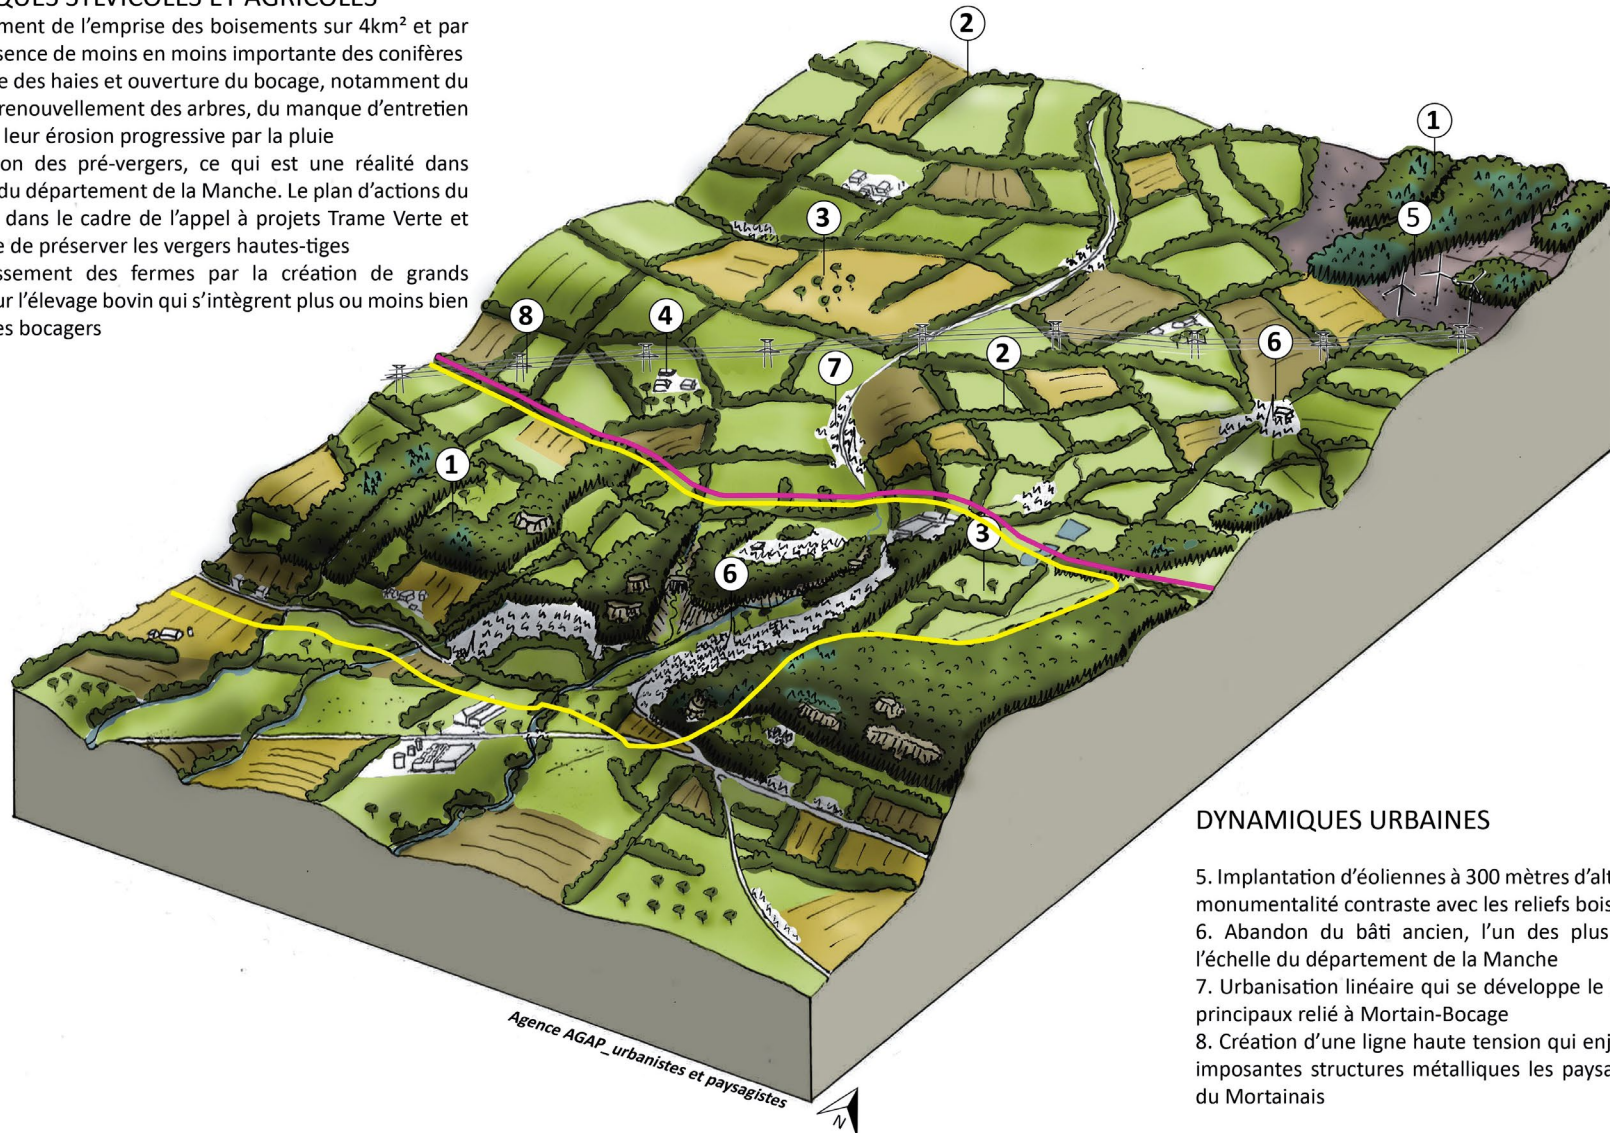 QUES SYLVICOLES ET AGRICOLES
ment de l’emprise des boisements sur 4km² et par
sence de moins en moins importante des conifères
e des haies et ouverture du bocage, notamment du
renouvellement des arbres, du manque d’entretien
leur érosion progressive par la pluie
on des pré-vergers, ce qui est une réalité dans
du département de la Manche. Le plan d’actions du
dans le cadre de l’appel à projets Trame Verte et
e de préserver les vergers hautes-tiges
ssement des fermes par la création de grands
ur l’élevage bovin qui s’intègrent plus ou moins bien
es bocagers
2
1
5
3
8
4
7
2
6
1
3
6
DYNAMIQUES URBAINES
5. Implantation d’éoliennes à 300 mètres d’alt
monumentalité contraste avec les reliefs bois
6. Abandon du bâti ancien, l’un des plus
l’échelle du département de la Manche
7. Urbanisation linéaire qui se développe le
principaux relié à Mortain-Bocage
8. Création d’une ligne haute tension qui enj
imposantes structures métalliques les paysa
du Mortainais
Agence AGAP_urbanistes et paysagistes
N